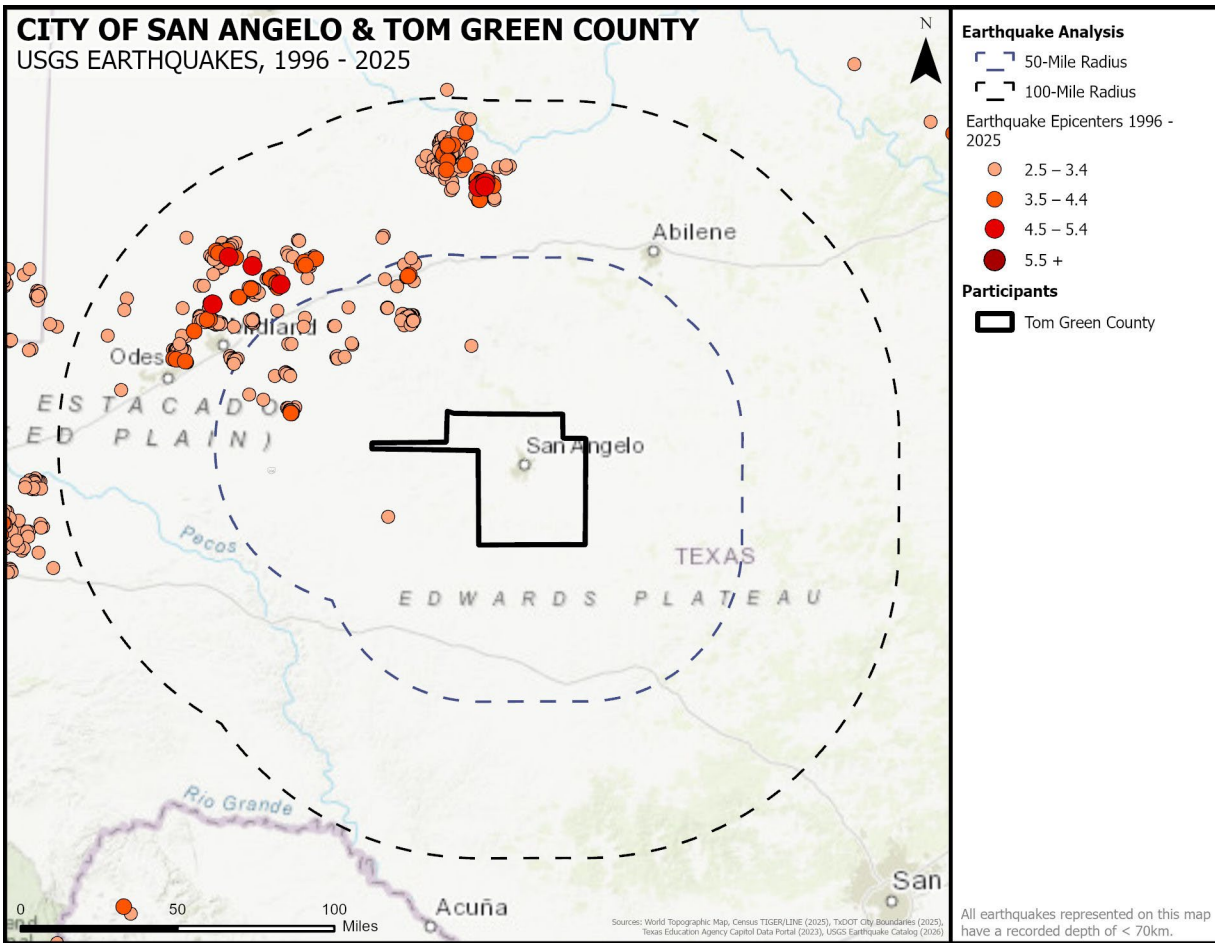 CITY OF SAN ANGELO & TOM GREEN COUNTY
USGS EARTHQUAKES, 1996 - 2025
N
Earthquake Analysis
50-Mile Radius
100-Mile Radius
Earthquake Epicenters 1996 -
2025
2.5 – 3.4
3.5 – 4.4
4.5 – 5.4
5.5 +
Participants
Tom Green County
Abilene
Odes
ESTACADO
PLAIN)
San Angelo
Pecos
TEXAS
EDWARDS PLATEAU
Rio Grande
San
Acuña
0 50 100
Miles
Sources: World Topographic Map, Census TIGER/LINE (2025), TxDOT City Boundaries (2025),
Texas Education Agency Capitol Data Portal (2023), USGS Earthquake Catalog (2026)
All earthquakes represented on this map
have a recorded depth of < 70km.